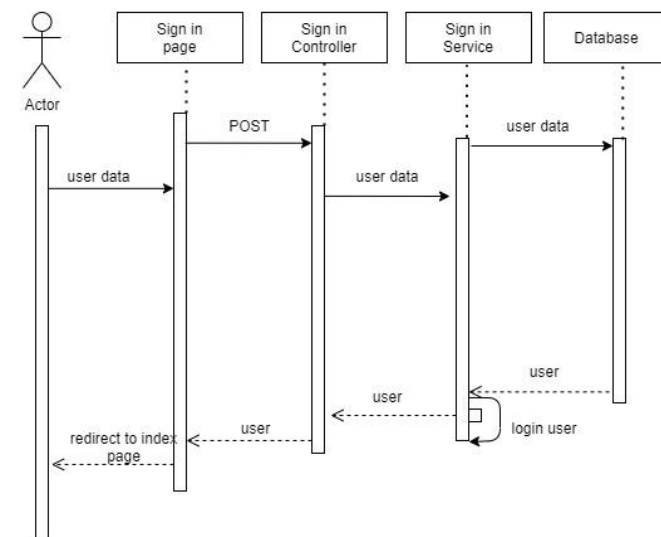 Sign in
page
Sign in
Controller
Sign in
Service
Database
Actor
POST
user data
user data
user data
user
user
login user
user
redirect to index
page